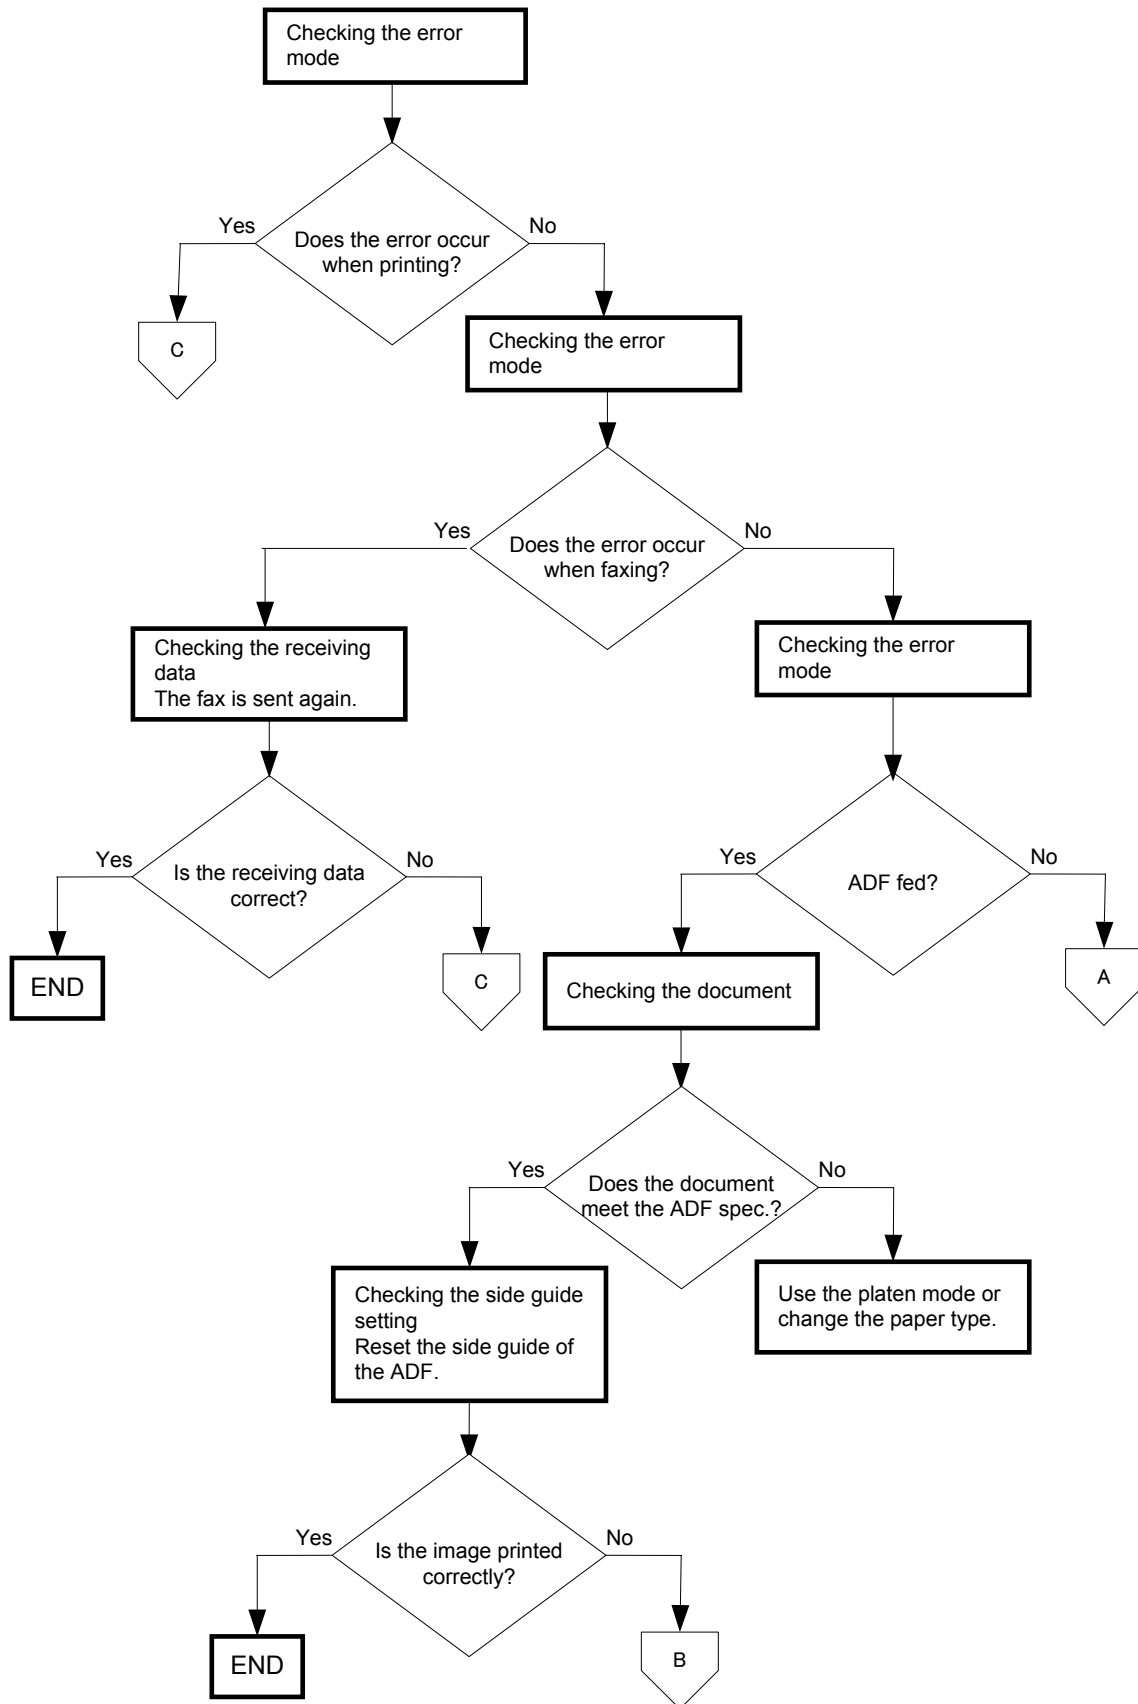 Checking the error
mode
Yes
No
Does the error occur
when printing?
C
Checking the error
mode
Yes
No
Does the error occur
when faxing?
Checking the receiving
data
The fax is sent again.
Checking the error
mode
Yes
No
Is the receiving data
correct?
Yes
No
ADF fed?
END
C
Checking the document
A
Yes
No
Does the document
meet the ADF spec.?
Checking the side guide
setting
Reset the side guide of
the ADF.
Use the platen mode or
change the paper type.
Yes
No
Is the image printed
correctly?
END
B